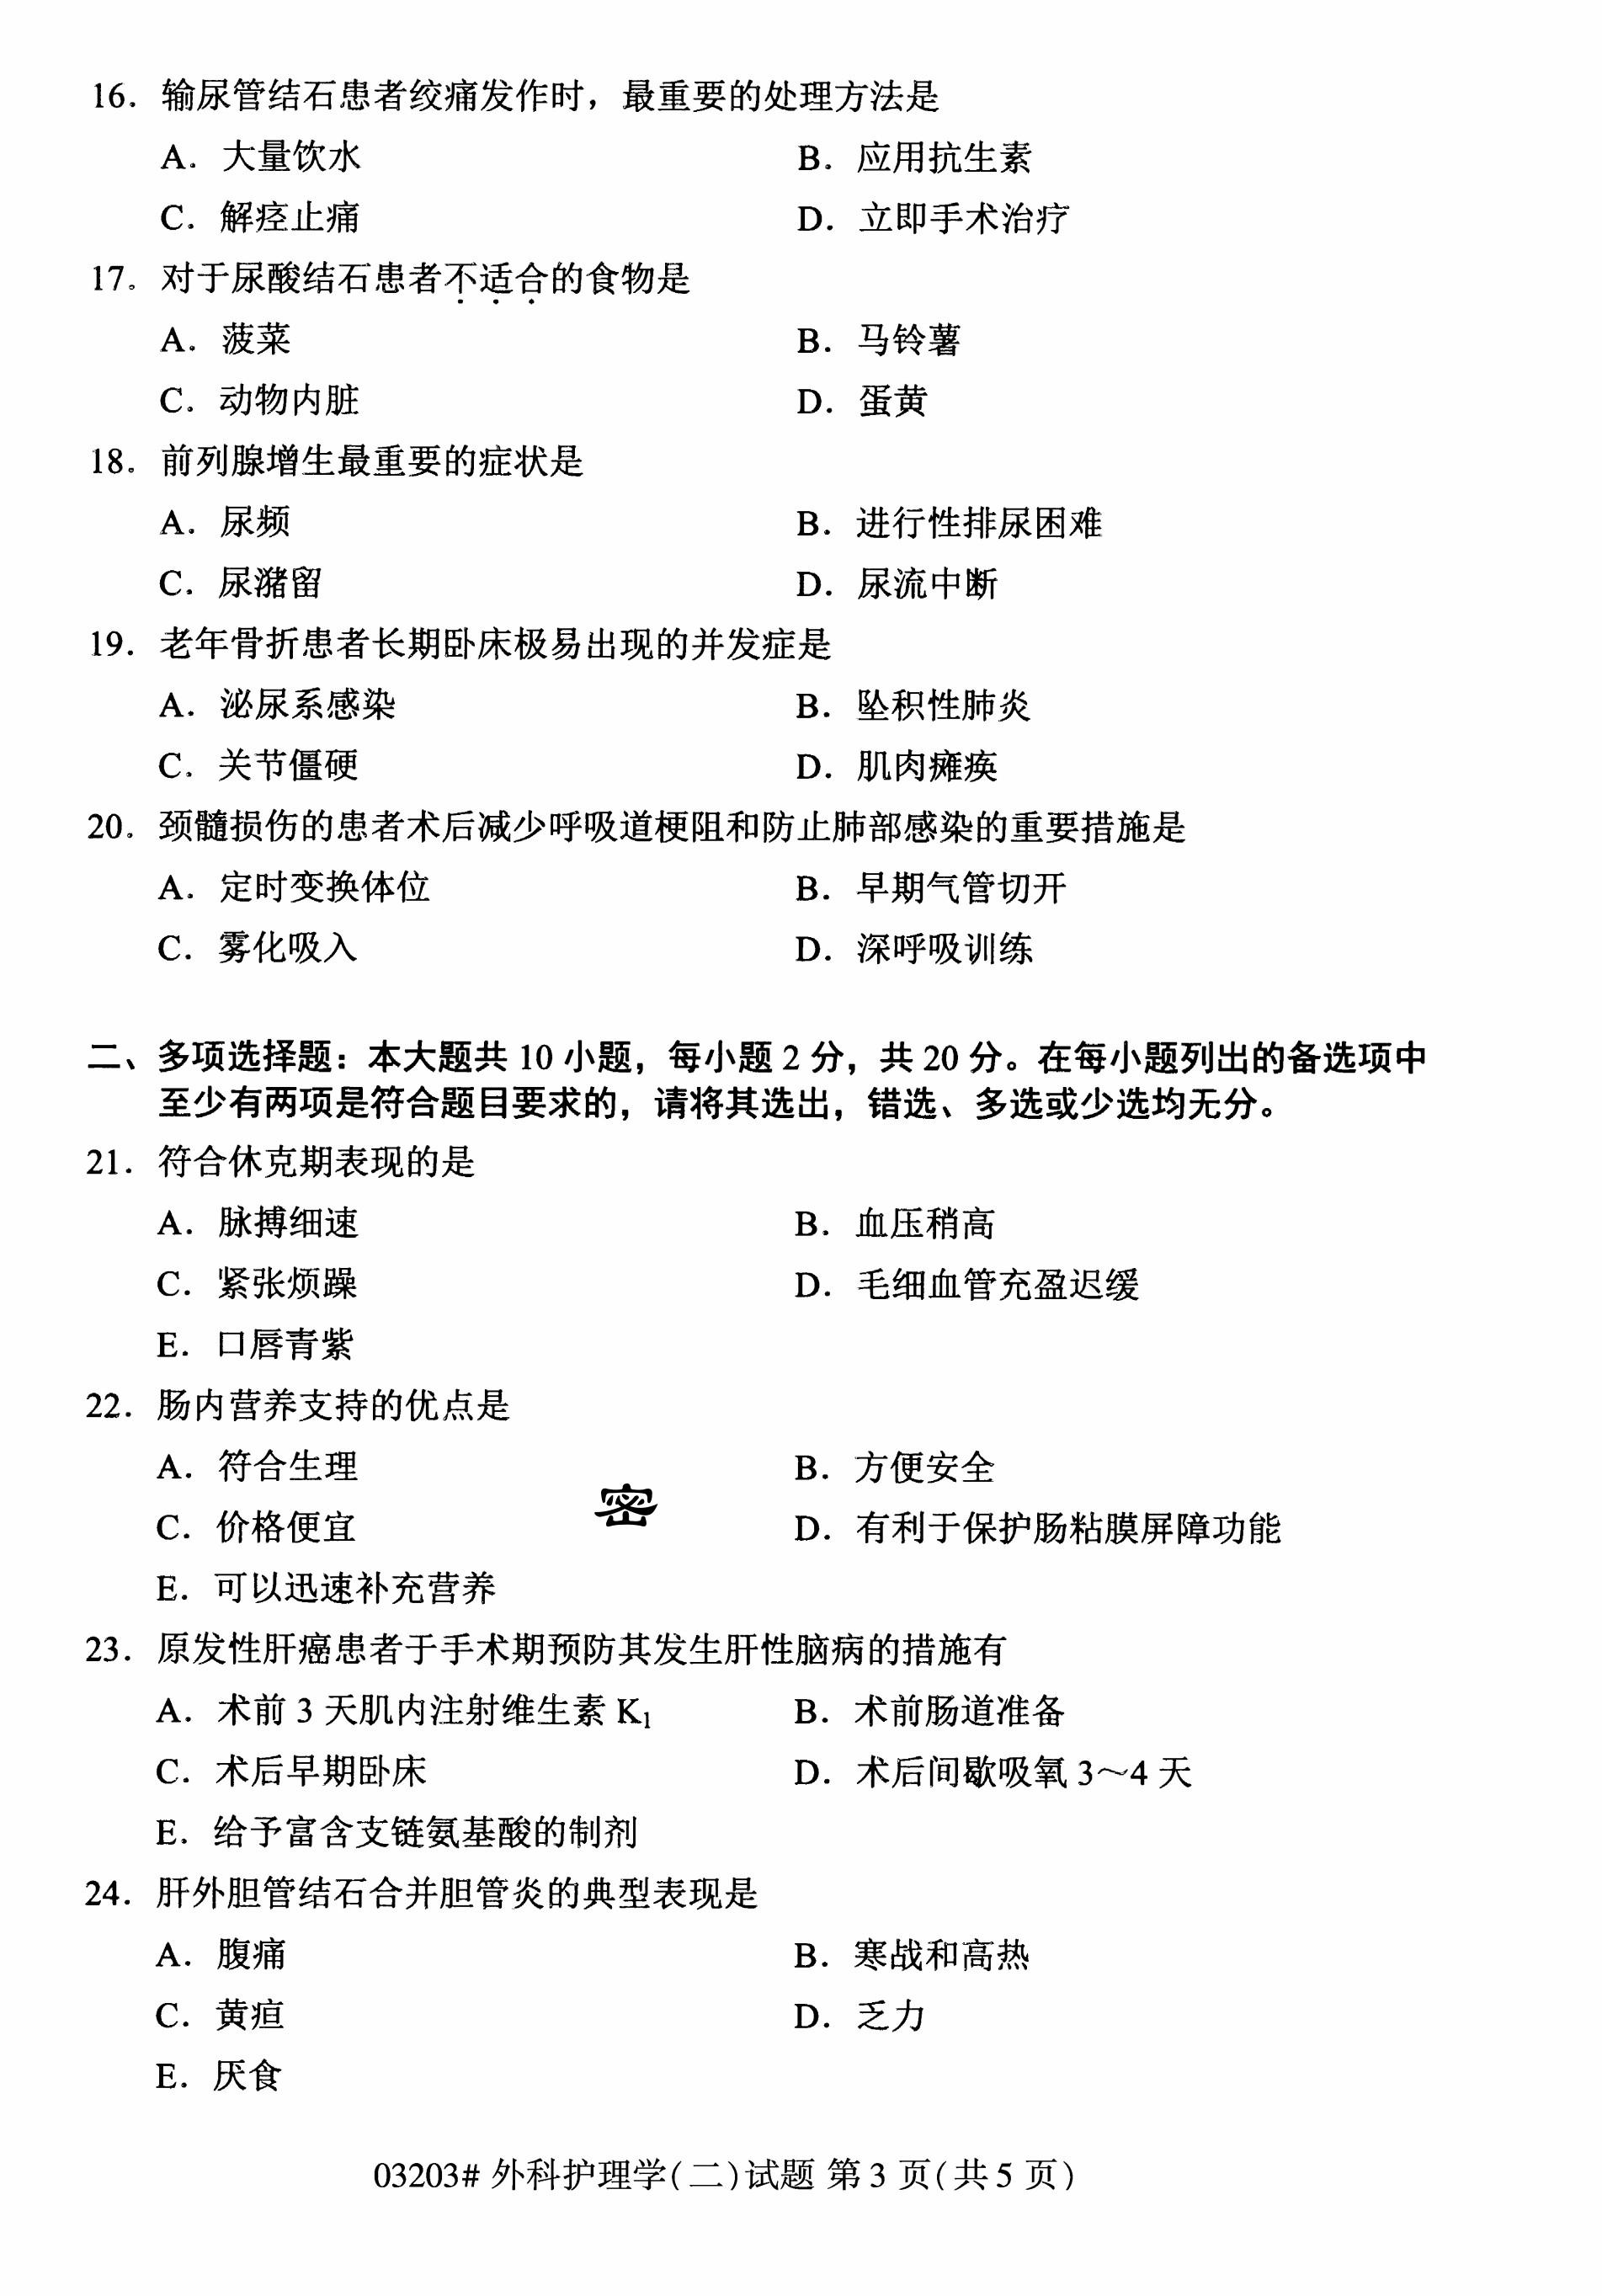 16. 输尿管结石患者绞痛发作时，最重要的处理方法是
A. 大量饮水 B. 应用抗生素
C. 解痉止痛 D. 立即手术治疗
17. 对于尿酸结石患者不适合的食物是
A. 菠菜 B. 马铃薯
C. 动物内脏 D. 蛋黄
18. 前列腺增生最重要的症状是
A. 尿频 B. 进行性排尿困难
C. 尿潴留 D. 尿流中断
19. 老年骨折患者长期卧床极易出现的并发症是
A. 泌尿系感染 B. 坠积性肺炎
C. 关节僵硬 D. 肌肉瘫痪
20. 颈髓损伤的患者术后减少呼吸道梗阻和防止肺部感染的重要措施是
A. 定时变换体位 B. 早期气管切开
C. 雾化吸入 D. 深呼吸训练
二、多项选择题：本大题共 10 小题，每小题 2 分，共 20 分。在每小题列出的备选项中
至少有两项是符合题目要求的，请将其选出，错选、多选或少选均无分。
21. 符合休克期表现的是
A. 脉搏细速 B. 血压稍高
C. 紧张烦躁 D. 毛细血管充盈迟缓
E. 口唇青紫
22. 肠内营养支持的优点是
A. 符合生理 B. 方便安全
密
C. 价格便宜 D. 有利于保护肠粘膜屏障功能
E. 可以迅速补充营养
23. 原发性肝癌患者于手术期预防其发生肝性脑病的措施有
A. 术前 3 天肌内注射维生素 K₁ B. 术前肠道准备
C. 术后早期卧床 D. 术后间歇吸氧 3～4 天
E. 给予富含支链氨基酸的制剂
24. 肝外胆管结石合并胆管炎的典型表现是
A. 腹痛 B. 寒战和高热
C. 黄疸 D. 乏力
E. 厌食
03203# 外科护理学(二)试题 第 3 页(共 5 页)